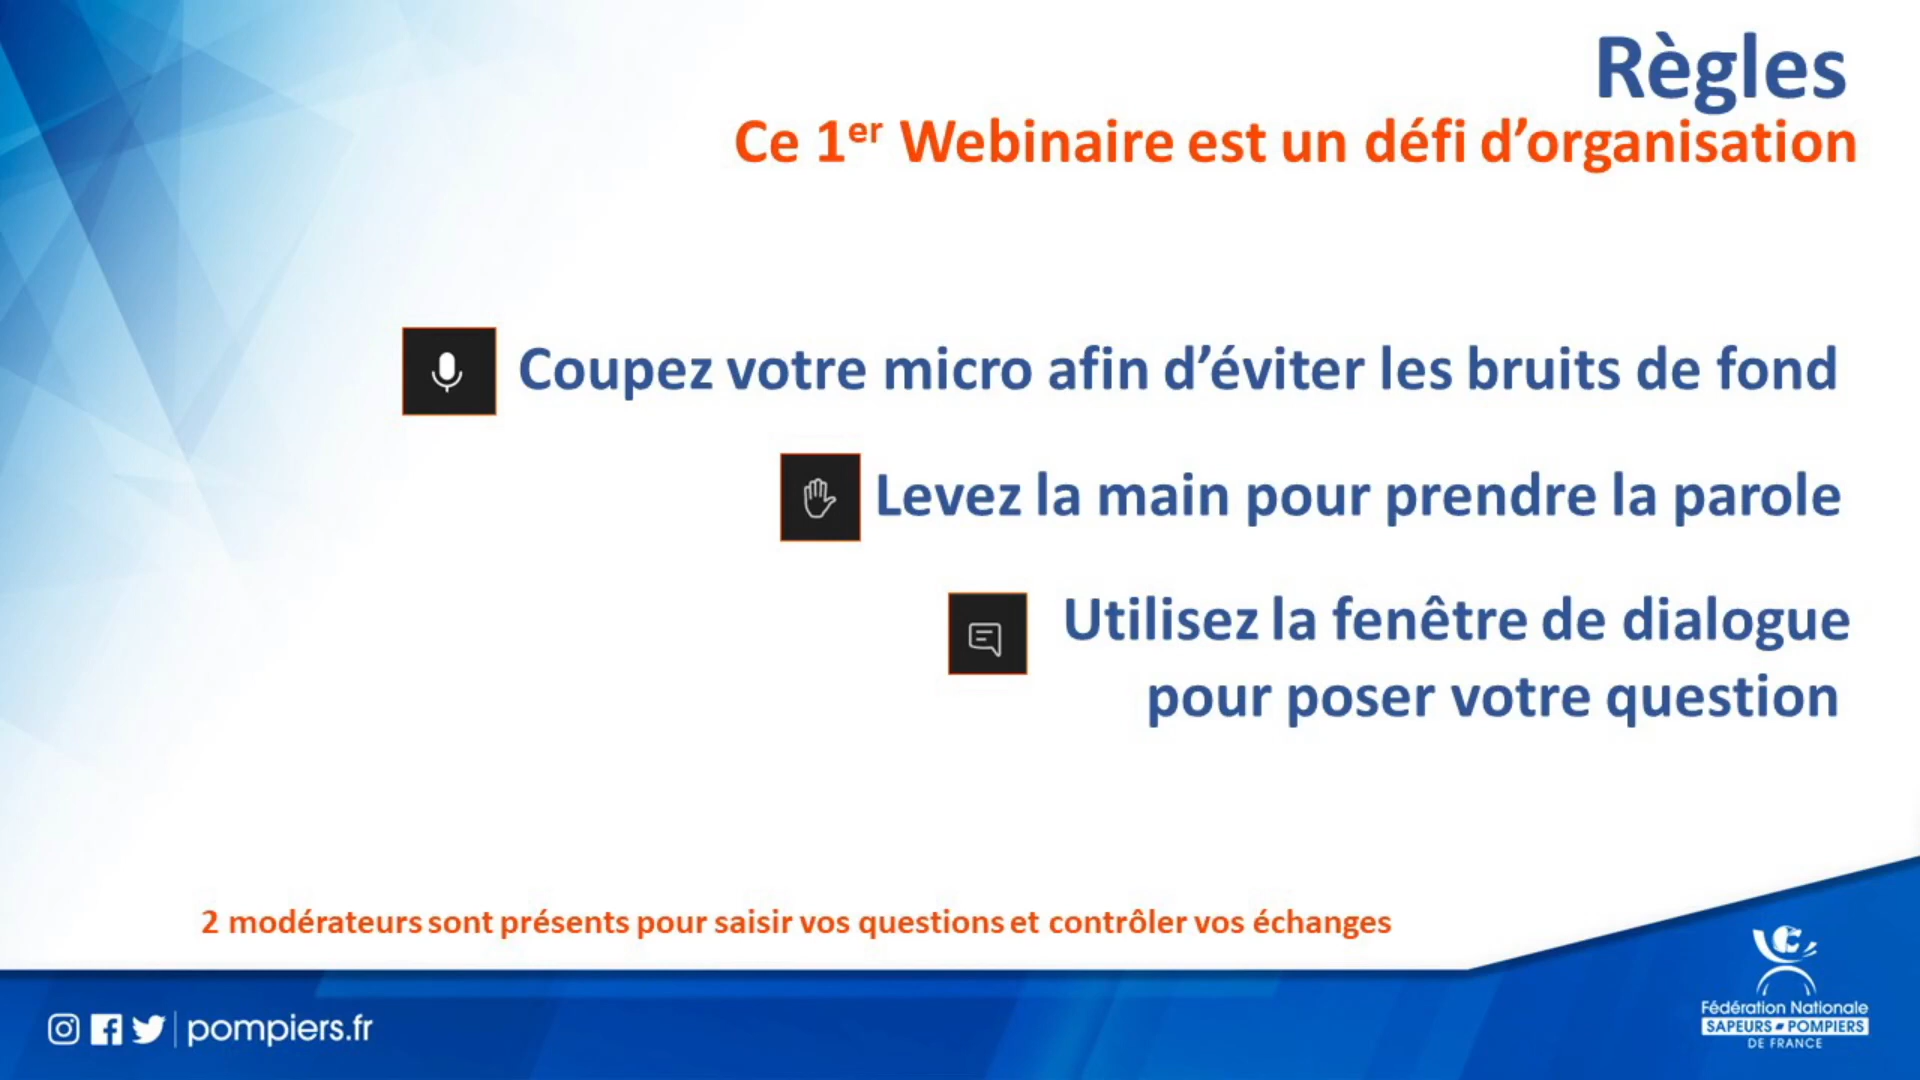 Règles
Ce 1er Webinaire est un défi d’organisation
Coupez votre micro afin d’éviter les bruits de fond
Levez la main pour prendre la parole
Utilisez la fenêtre de dialogue
pour poser votre question
2 modérateurs sont présents pour saisir vos questions et contrôler vos échanges
pompiers.fr
Fédération Nationale
SAPEURS-POMPIERS
DE FRANCE